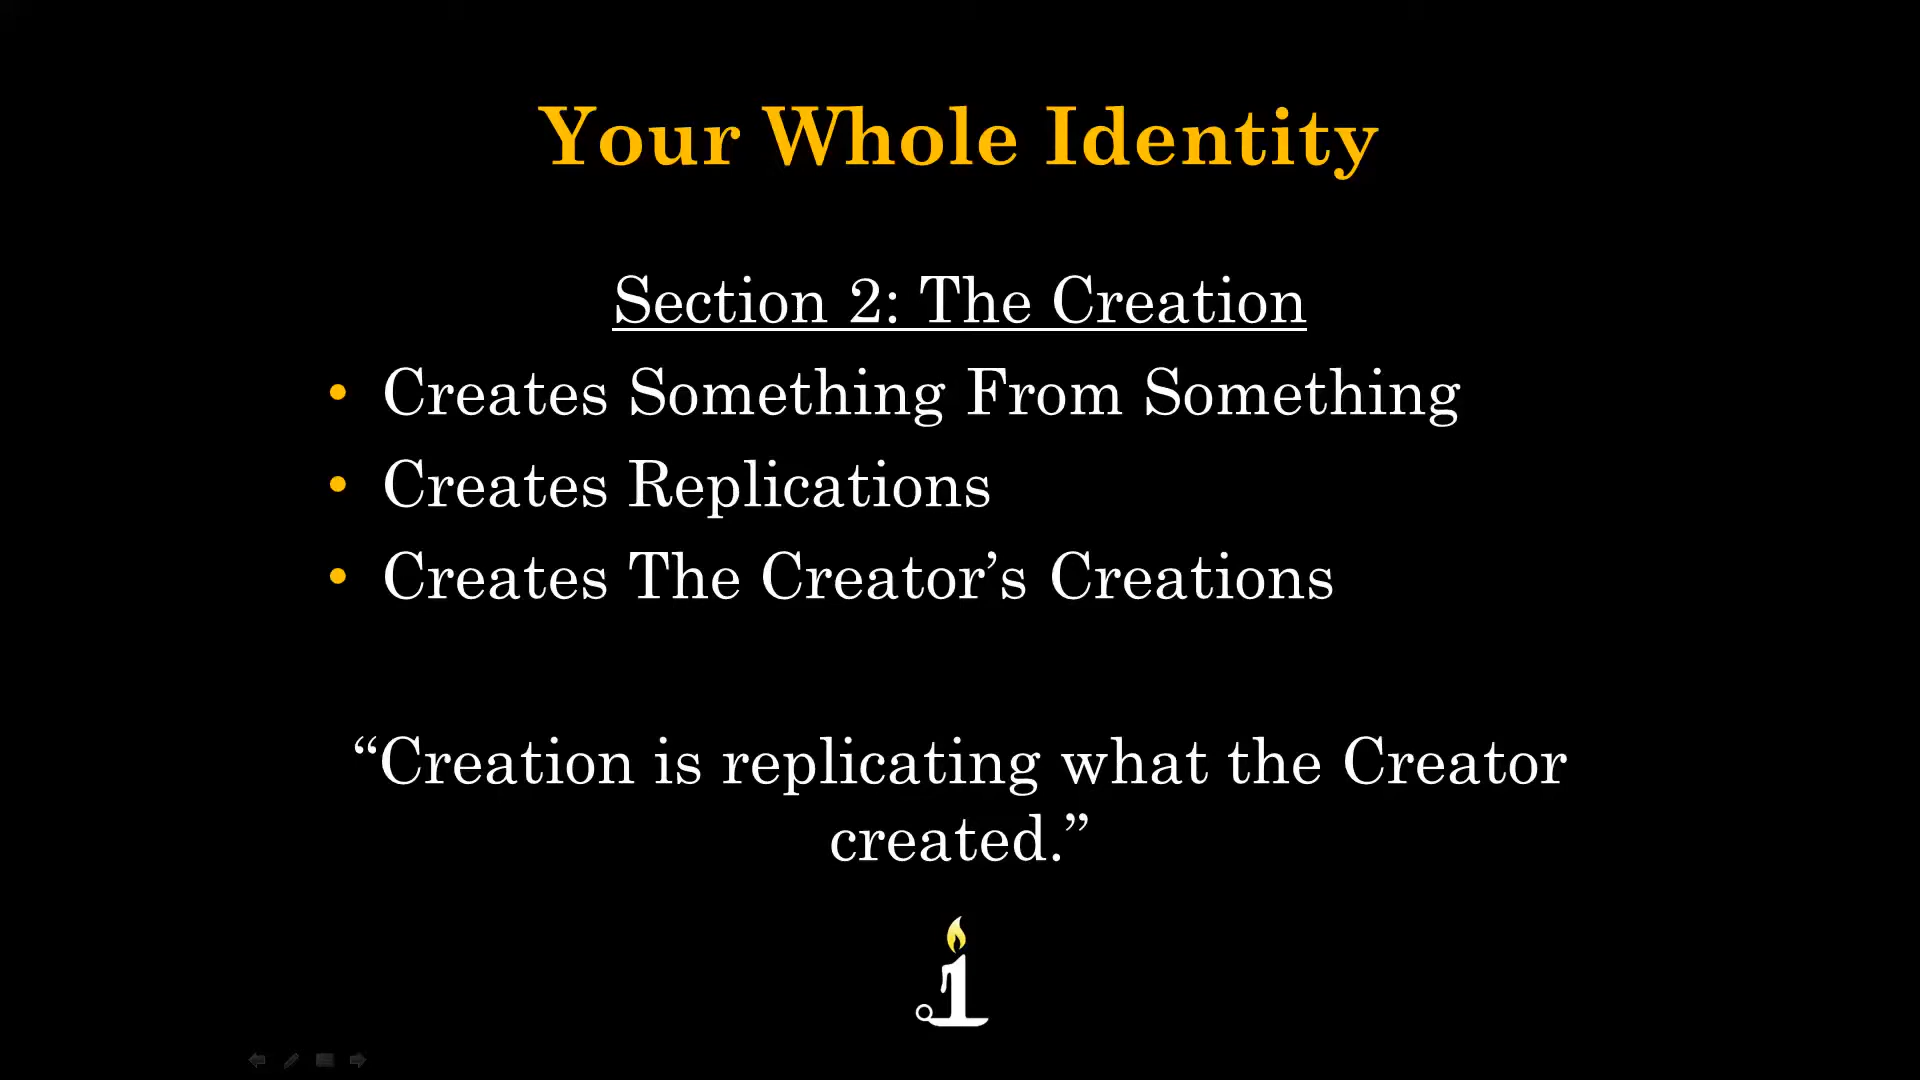 Your Whole Identity
Section 2: The Creation
• Creates Something From Something
• Creates Replications
• Creates The Creator’s Creations
“Creation is replicating what the Creator
created.”